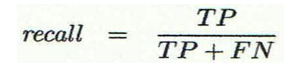 recall = TP / TP + FN